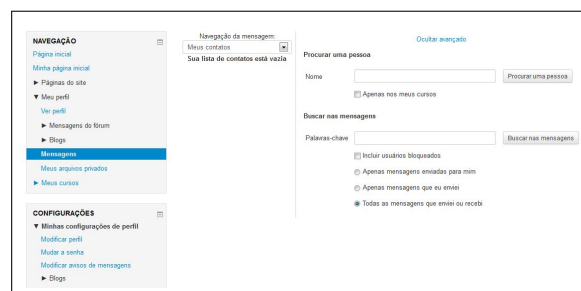 NAVEGAÇÃO
Página inicial
Minha página inicial
► Páginas do site
▼ Meu perfil
Ver perfil
► Mensagens do fórum
► Blogs
Mensagens
Meus arquivos privados
► Meus cursos
CONFIGURAÇÕES
▼ Minhas configurações de perfil
Modificar perfil
Mudar a senha
Modificar avisos de mensagens
► Blogs
Navegação da mensagem:
Meus contatos
Sua lista de contatos está vazia
Ocultar avançado
Procurar uma pessoa
Nome Procurar uma pessoa
Apenas nos meus cursos
Buscar nas mensagens
Palavras-chave Buscar nas mensagens
Incluir usuários bloqueados
Apenas mensagens enviadas para mim
Apenas mensagens que eu enviei
Todas as mensagens que enviei ou recebi